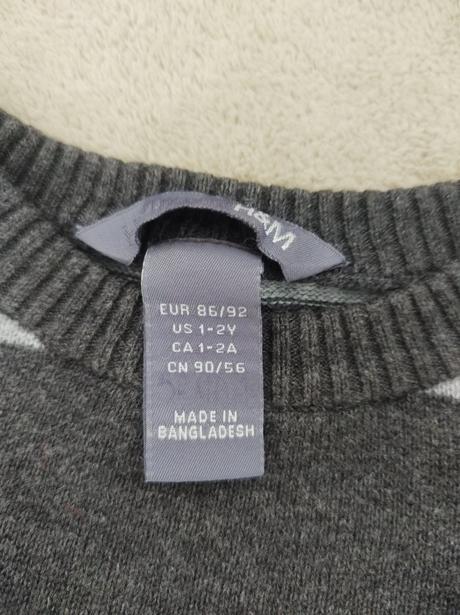 H&M
EUR 86/92
US 1-2Y
CA 1-2A
CN 90/56
MADE IN
BANGLADESH